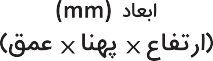 ابعاد (mm)
(ارتفاع × پهنا × عمق)